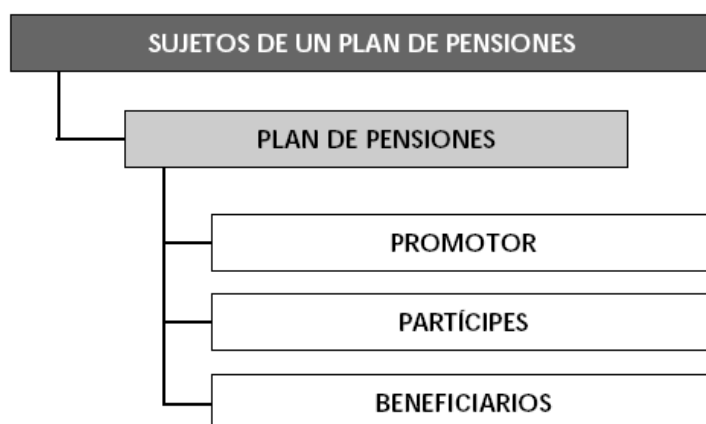 SUJETOS DE UN PLAN DE PENSIONES
PLAN DE PENSIONES
PROMOTOR
PARTÍCIPES
BENEFICIARIOS